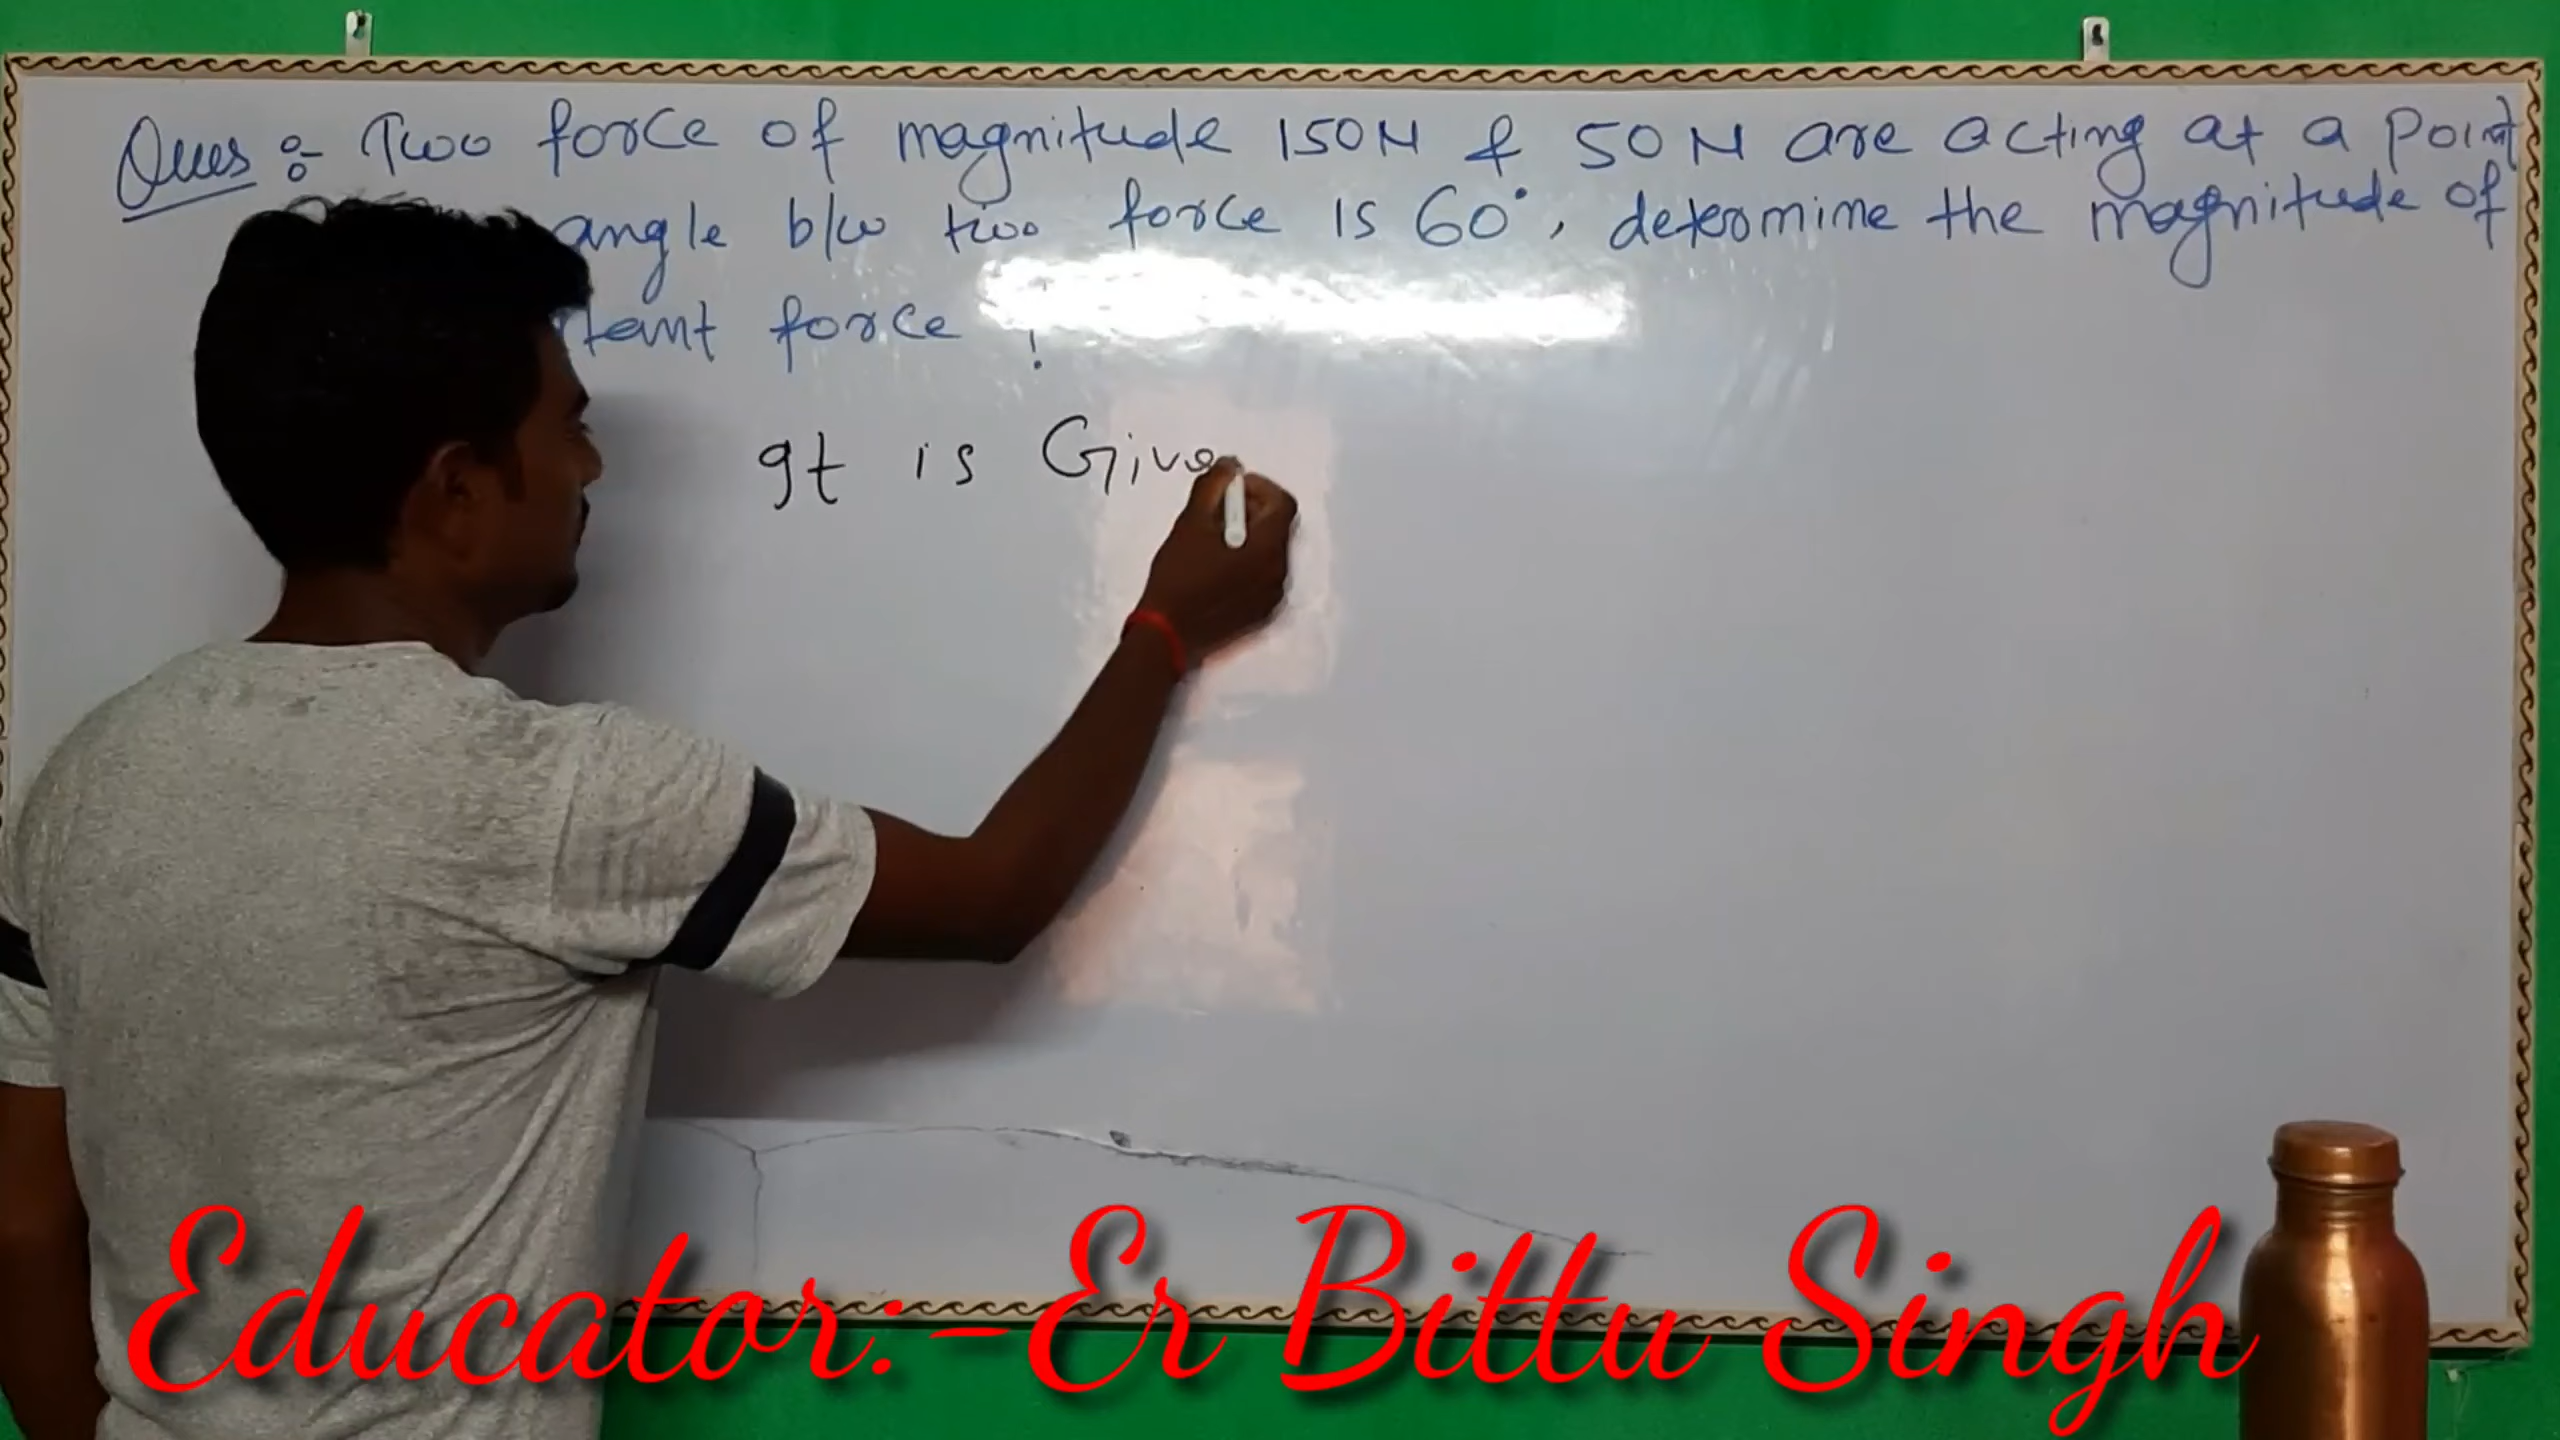 Ques :- Two force of magnitude 150N & 50N are acting at a point
angle b/w two force is 60°, determine the magnitude of
tant force !
It is Give
Educator:-Er Bittu Singh